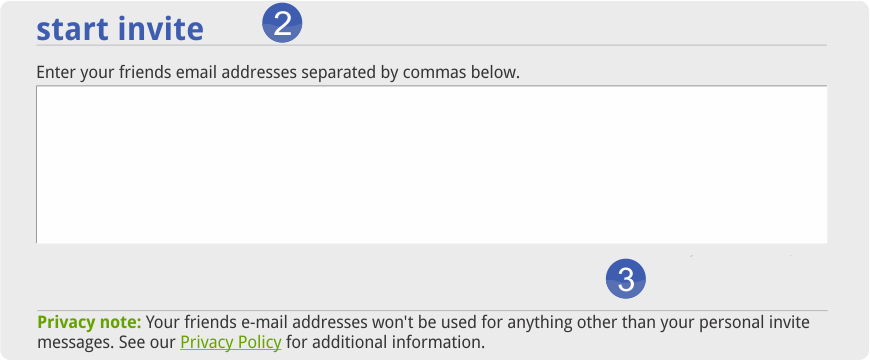 start invite 2
Enter your friends email addresses separated by commas below.
3
Privacy note: Your friends e-mail addresses won't be used for anything other than your personal invite
messages. See our Privacy Policy for additional information.